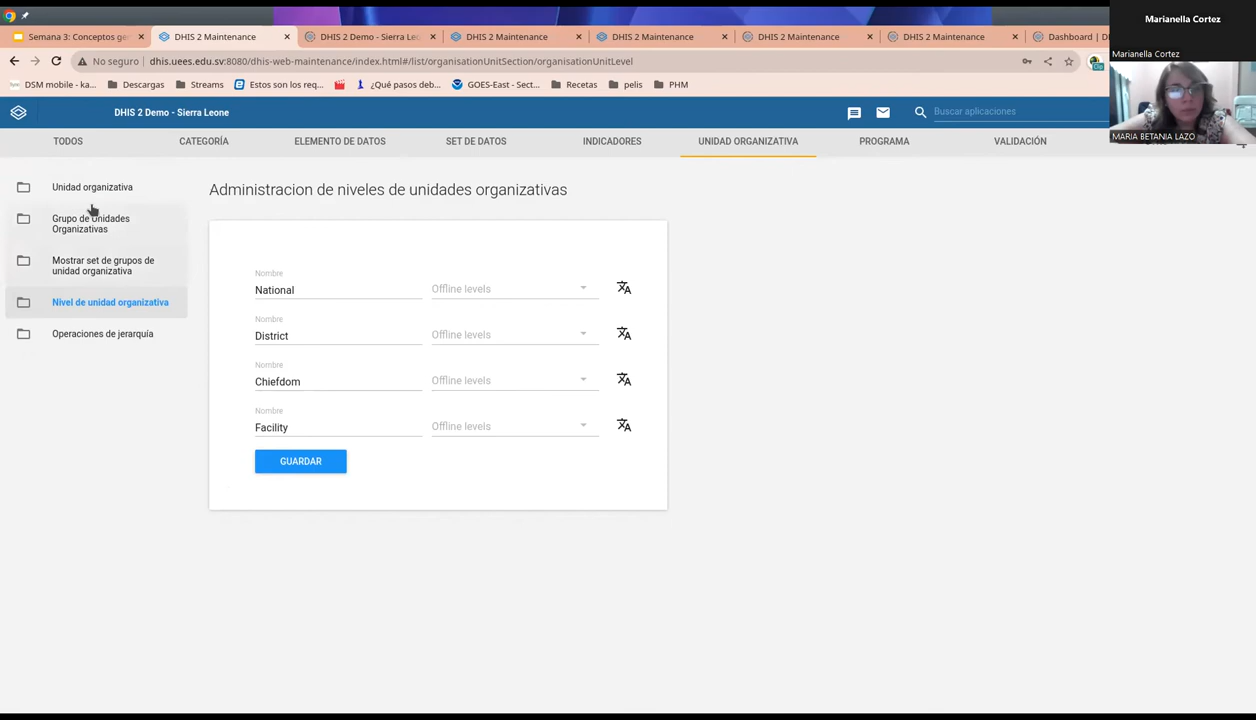 Marianella Cortez
Marianella Cortez
MARIA BETANIA LAZO
Semana 3: Conceptos ge
DHIS 2 Maintenance
DHIS 2 Demo - Sierra Leo
DHIS 2 Maintenance
DHIS 2 Maintenance
DHIS 2 Maintenance
DHIS 2 Maintenance
Dashboard | D
No seguro | dhis.uees.edu.sv:8080/dhis-web-maintenance/index.html#/list/organisationUnitSection/organisationUnitLevel
DSM mobile - ka...
Descargas
Streams
Estos son los req...
¿Qué pasos deb...
GOES-East - Sect...
Recetas
pelis
PHM
DHIS 2 Demo - Sierra Leone
Buscar aplicaciones
TODOS
CATEGORÍA
ELEMENTO DE DATOS
SET DE DATOS
INDICADORES
UNIDAD ORGANIZATIVA
PROGRAMA
VALIDACIÓN
Unidad organizativa
Grupo de Unidades
Organizativas
Mostrar set de grupos de
unidad organizativa
Nivel de unidad organizativa
Operaciones de jerarquía
Administracion de niveles de unidades organizativas
Nombre
National
Offline levels
Nombre
District
Offline levels
Nombre
Chiefdom
Offline levels
Nombre
Facility
Offline levels
GUARDAR